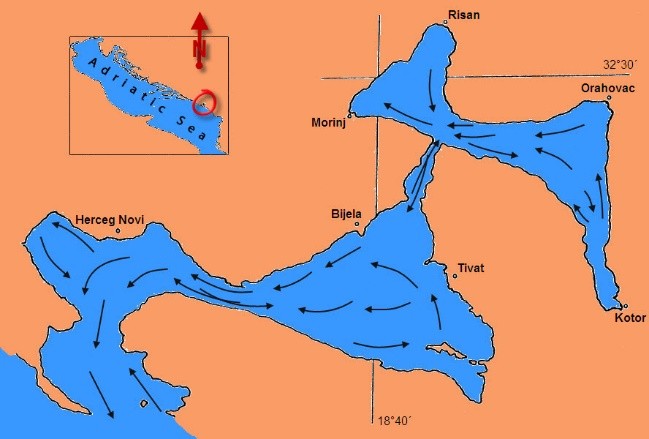 Risan
N
32°30´
Adriatic Sea
Orahovac
Morinj
Bijela
Herceg Novi
Tivat
Kotor
18°40´